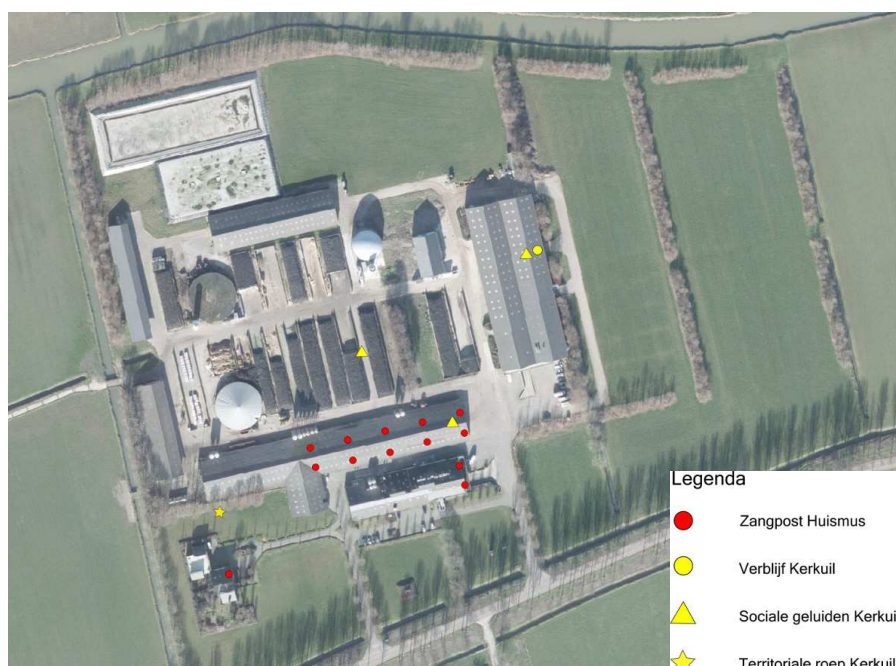 Legenda
Zangpost Huismus
Verblijf Kerkuil
Sociale geluiden Kerkuil
Territoriale roep Kerkuil